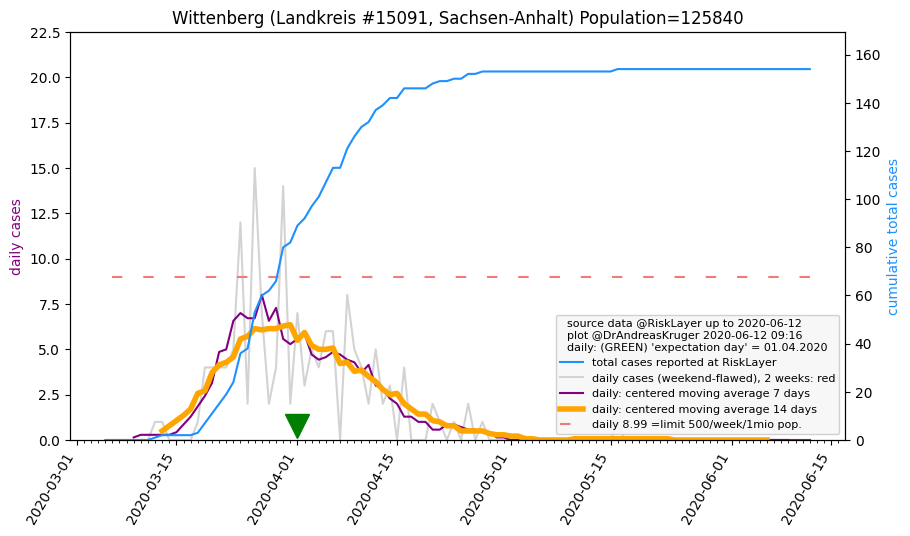 Wittenberg (Landkreis #15091, Sachsen-Anhalt) Population=125840
daily cases
22.5
20.0
17.5
15.0
12.5
10.0
7.5
5.0
2.5
0.0
160
140
120
100
80
60
40
20
0
cumulative total cases
source data @RiskLayer up to 2020-06-12
plot @DrAndreasKruger 2020-06-12 09:16
daily: (GREEN) 'expectation day' = 01.04.2020
total cases reported at RiskLayer
daily cases (weekend-flawed), 2 weeks: red
daily: centered moving average 7 days
daily: centered moving average 14 days
daily 8.99 =limit 500/week/1mio pop.
2020-03-01
2020-03-15
2020-04-01
2020-04-15
2020-05-01
2020-05-15
2020-06-01
2020-06-15